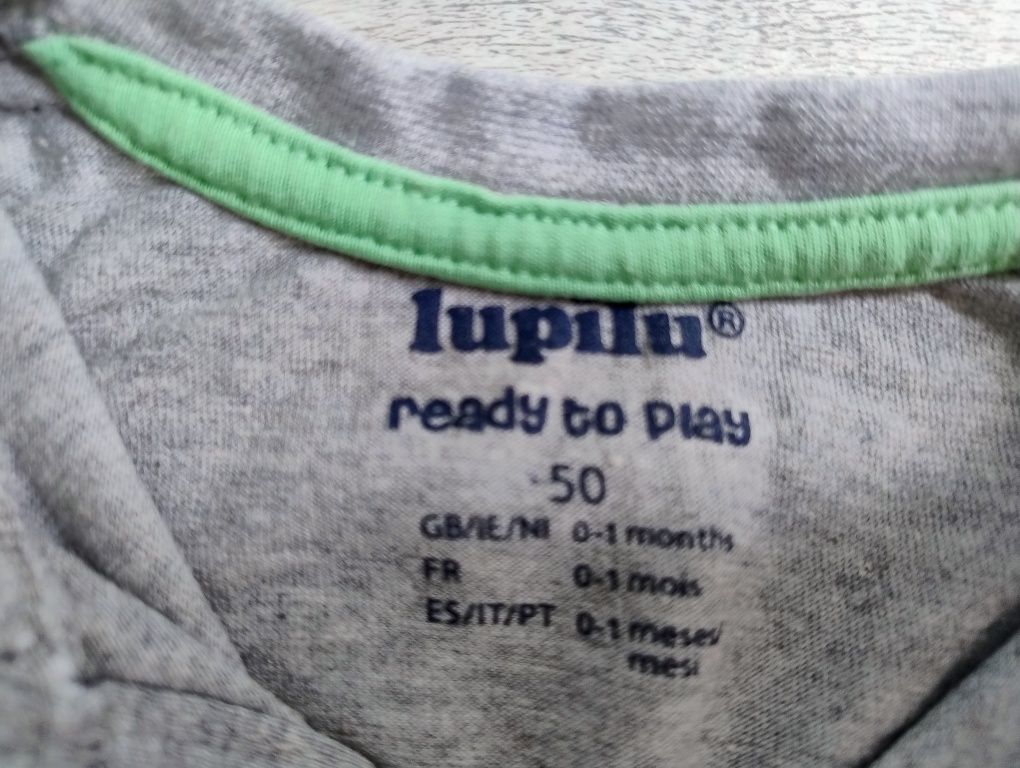 lupilu®
ready to play
50
GB/IE/NI 0-1 months
FR 0-1 mois
ES/IT/PT 0-1 meses/
mesi